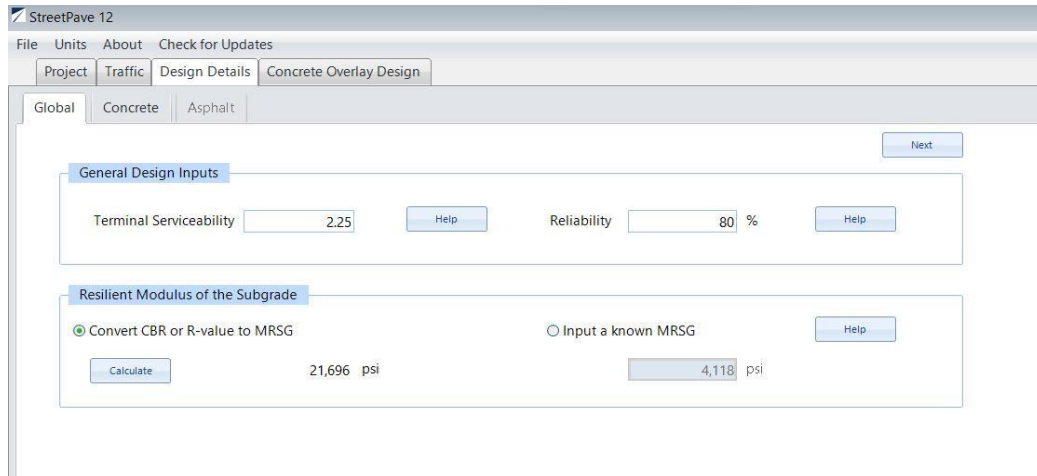 StreetPave 12
File Units About Check for Updates
Project Traffic Design Details Concrete Overlay Design
Global Concrete Asphalt
Next
General Design Inputs
Terminal Serviceability 2.25 Help Reliability 80 % Help
Resilient Modulus of the Subgrade
Convert CBR or R-value to MRSG Input a known MRSG Help
Calculate 21,696 psi 4,118 psi